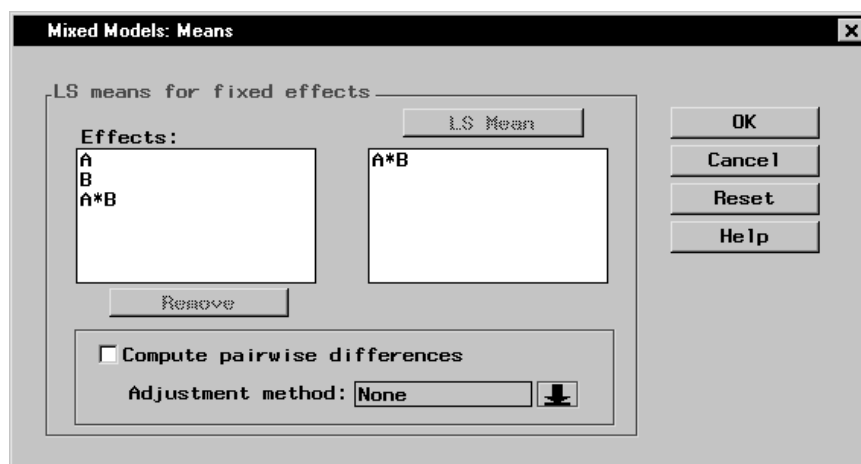 Mixed Models: Means
LS means for fixed effects
LS Mean
Effects:
A
B
A*B
A*B
Remove
Compute pairwise differences
Adjustment method: None
OK
Cancel
Reset
Help